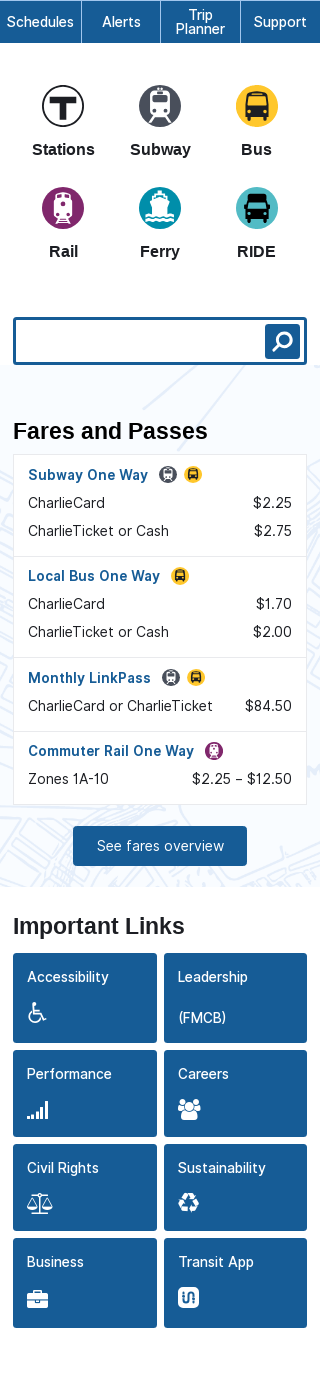 Schedules Alerts Trip Planner Support
T
Stations Subway Bus
Rail Ferry RIDE
Fares and Passes
Subway One Way
CharlieCard $2.25
CharlieTicket or Cash $2.75
Local Bus One Way
CharlieCard $1.70
CharlieTicket or Cash $2.00
Monthly LinkPass
CharlieCard or CharlieTicket $84.50
Commuter Rail One Way
Zones 1A-10 $2.25 – $12.50
See fares overview
Important Links
Accessibility
Leadership
(FMCB)
Performance
Careers
Civil Rights
Sustainability
Business
Transit App